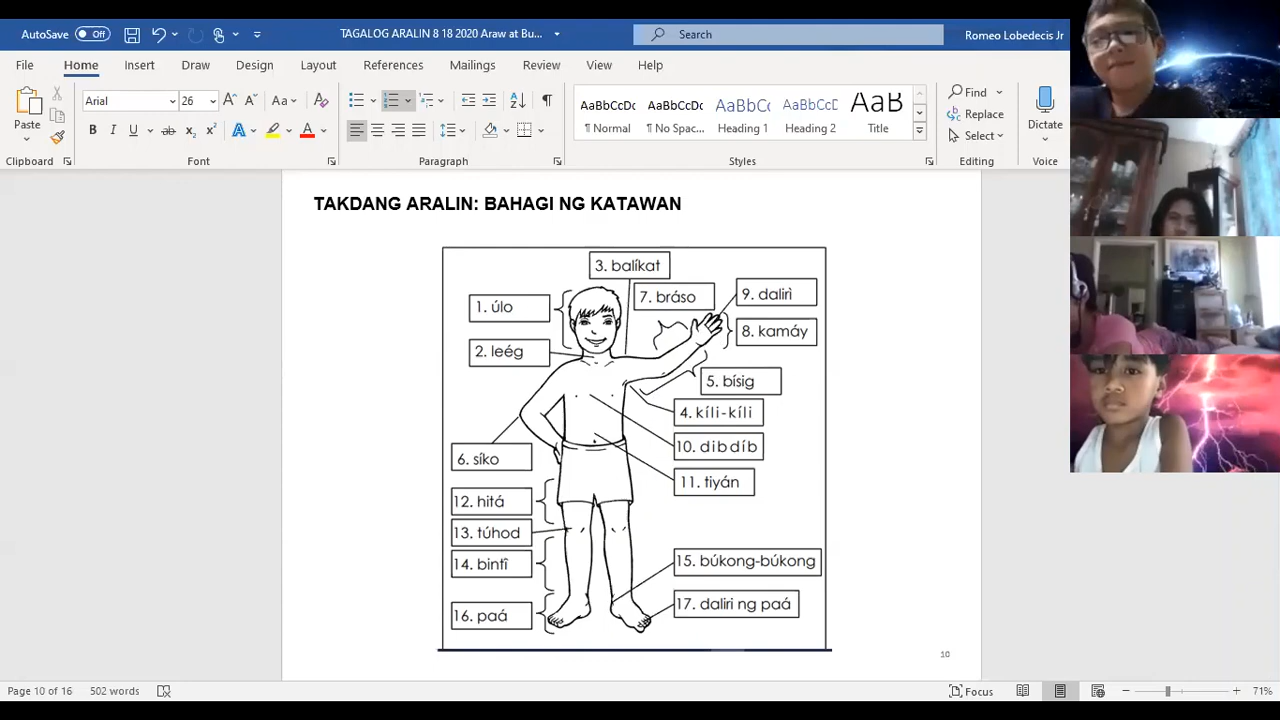 AutoSave Off TAGALOG ARALIN 8 18 2020 Araw at Bu... Search Romeo Lobedecis Jr
File Home Insert Draw Design Layout References Mailings Review View Help
Arial 26 A A Aa AaBbCcDc AaBbCcDc AaBbCc AaBbCcD AaB Find
Paste B I U ab x₂ x² A A ¶ Normal ¶ No Spac... Heading 1 Heading 2 Title Replace Select Dictate
Clipboard Font Paragraph Styles Editing Voice
TAKDANG ARALIN: BAHAGI NG KATAWAN
3. balíkat
1. úlo
7. bráso
9. dalirì
8. kamáy
2. leég
5. bísig
4. kíli-kíli
10. dibdíb
6. síko
11. tiyán
12. hitá
13. túhod
14. bintî
15. búkong-búkong
16. paá
17. daliri ng paá
10
Page 10 of 16 502 words Focus 71%